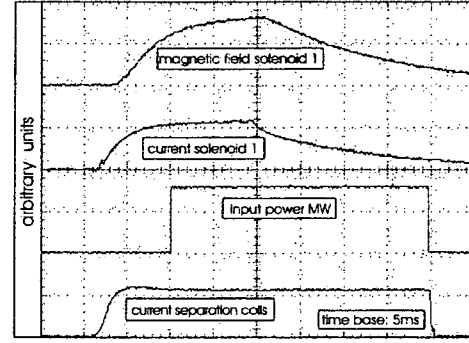 arbitrary units
magnetic field solenoid 1
current solenoid 1
Input power MW
current separation coils
time base: 5ms